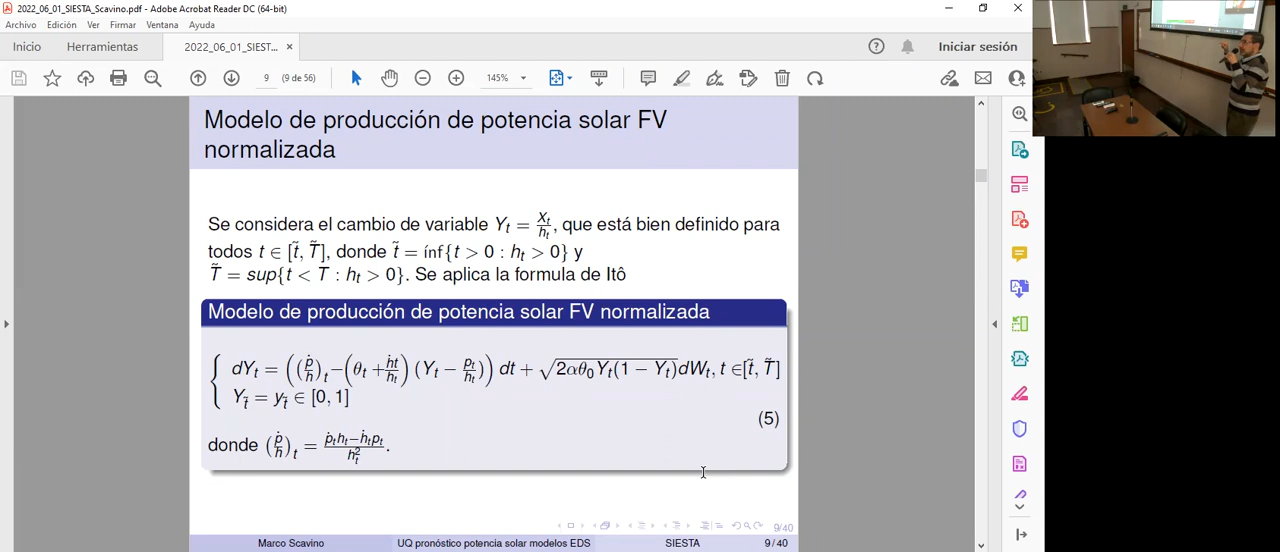 2022_06_01_SIESTA_Scavino.pdf - Adobe Acrobat Reader DC (64-bit)
Archivo Edición Ver Firmar Ventana Ayuda
Inicio Herramientas 2022_06_01_SIEST... × Iniciar sesión
9 (9 de 56) 145%
Modelo de producción de potencia solar FV
normalizada
Se considera el cambio de variable Y_t = X_t/h_t, que está bien definido para
todos t ∈ [t̃, T̃], donde t̃ = ínf{t > 0 : h_t > 0} y
T̃ = sup{t < T : h_t > 0}. Se aplica la formula de Itô
Modelo de producción de potencia solar FV normalizada
{ dY_t = ((ṗ/h)_t − (θ_t + ḣt/h_t) (Y_t − p_t/h_t)) dt + √(2αθ_0Y_t(1 − Y_t))dW_t, t ∈[t̃, T̃]
Y_t̃ = y_t̃ ∈ [0, 1]
(5)
donde (ṗ/h)_t = (ṗ_t h_t − ḣ_t p_t)/h_t^2.
9/40
Marco Scavino UQ pronóstico potencia solar modelos EDS SIESTA 9 / 40